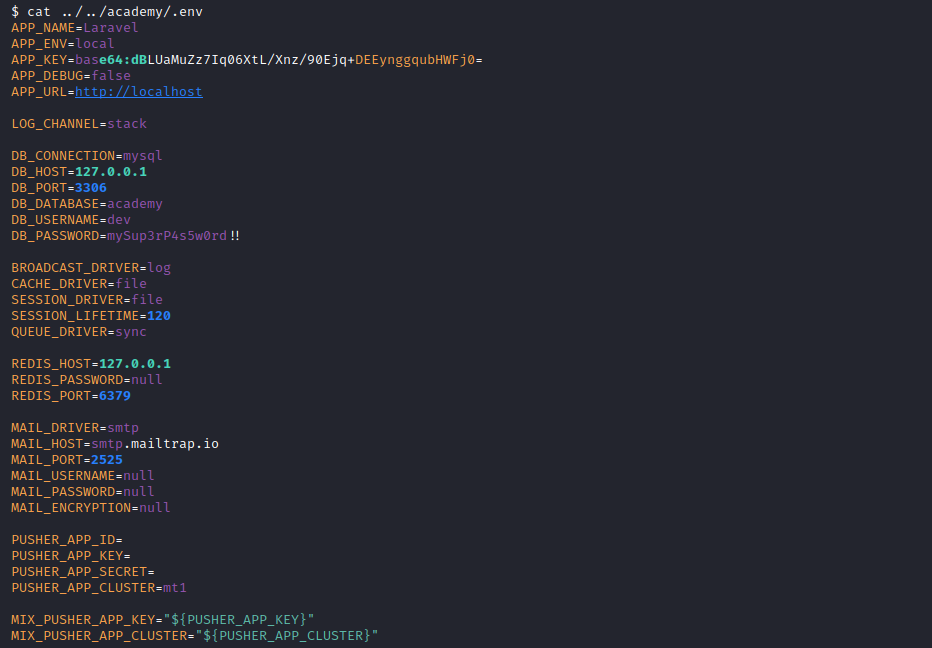 $ cat ../../academy/.env
APP_NAME=Laravel
APP_ENV=local
APP_KEY=base64:dBLUaMuZz7Iq06XtL/Xnz/90Ejq+DEEynggqubHWFj0=
APP_DEBUG=false
APP_URL=http://localhost
LOG_CHANNEL=stack
DB_CONNECTION=mysql
DB_HOST=127.0.0.1
DB_PORT=3306
DB_DATABASE=academy
DB_USERNAME=dev
DB_PASSWORD=mySup3rP4s5w0rd!!
BROADCAST_DRIVER=log
CACHE_DRIVER=file
SESSION_DRIVER=file
SESSION_LIFETIME=120
QUEUE_DRIVER=sync
REDIS_HOST=127.0.0.1
REDIS_PASSWORD=null
REDIS_PORT=6379
MAIL_DRIVER=smtp
MAIL_HOST=smtp.mailtrap.io
MAIL_PORT=2525
MAIL_USERNAME=null
MAIL_PASSWORD=null
MAIL_ENCRYPTION=null
PUSHER_APP_ID=
PUSHER_APP_KEY=
PUSHER_APP_SECRET=
PUSHER_APP_CLUSTER=mt1
MIX_PUSHER_APP_KEY="${PUSHER_APP_KEY}"
MIX_PUSHER_APP_CLUSTER="${PUSHER_APP_CLUSTER}"